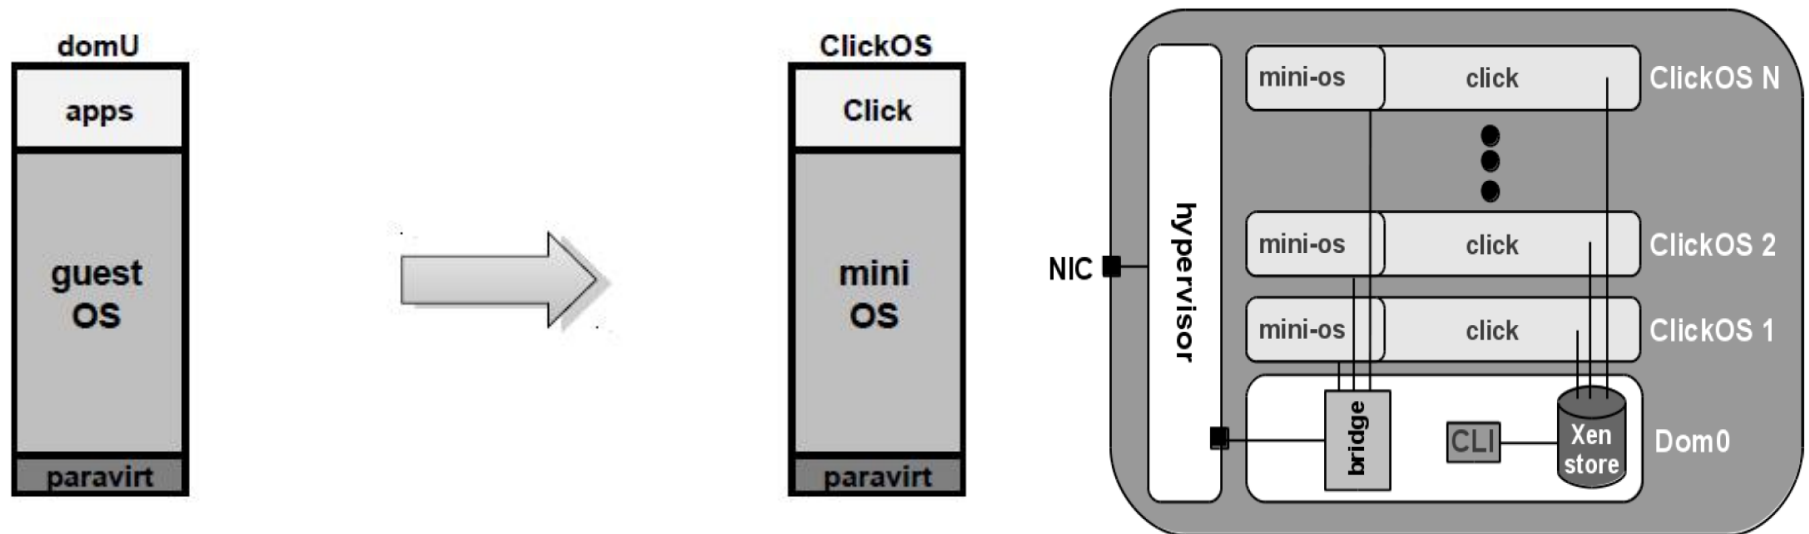 domU
apps
guest
OS
paravirt
ClickOS
Click
mini
OS
paravirt
NIC
hypervisor
mini-os click ClickOS N
mini-os click ClickOS 2
mini-os click ClickOS 1
bridge
CLI
Xen
store
Dom0